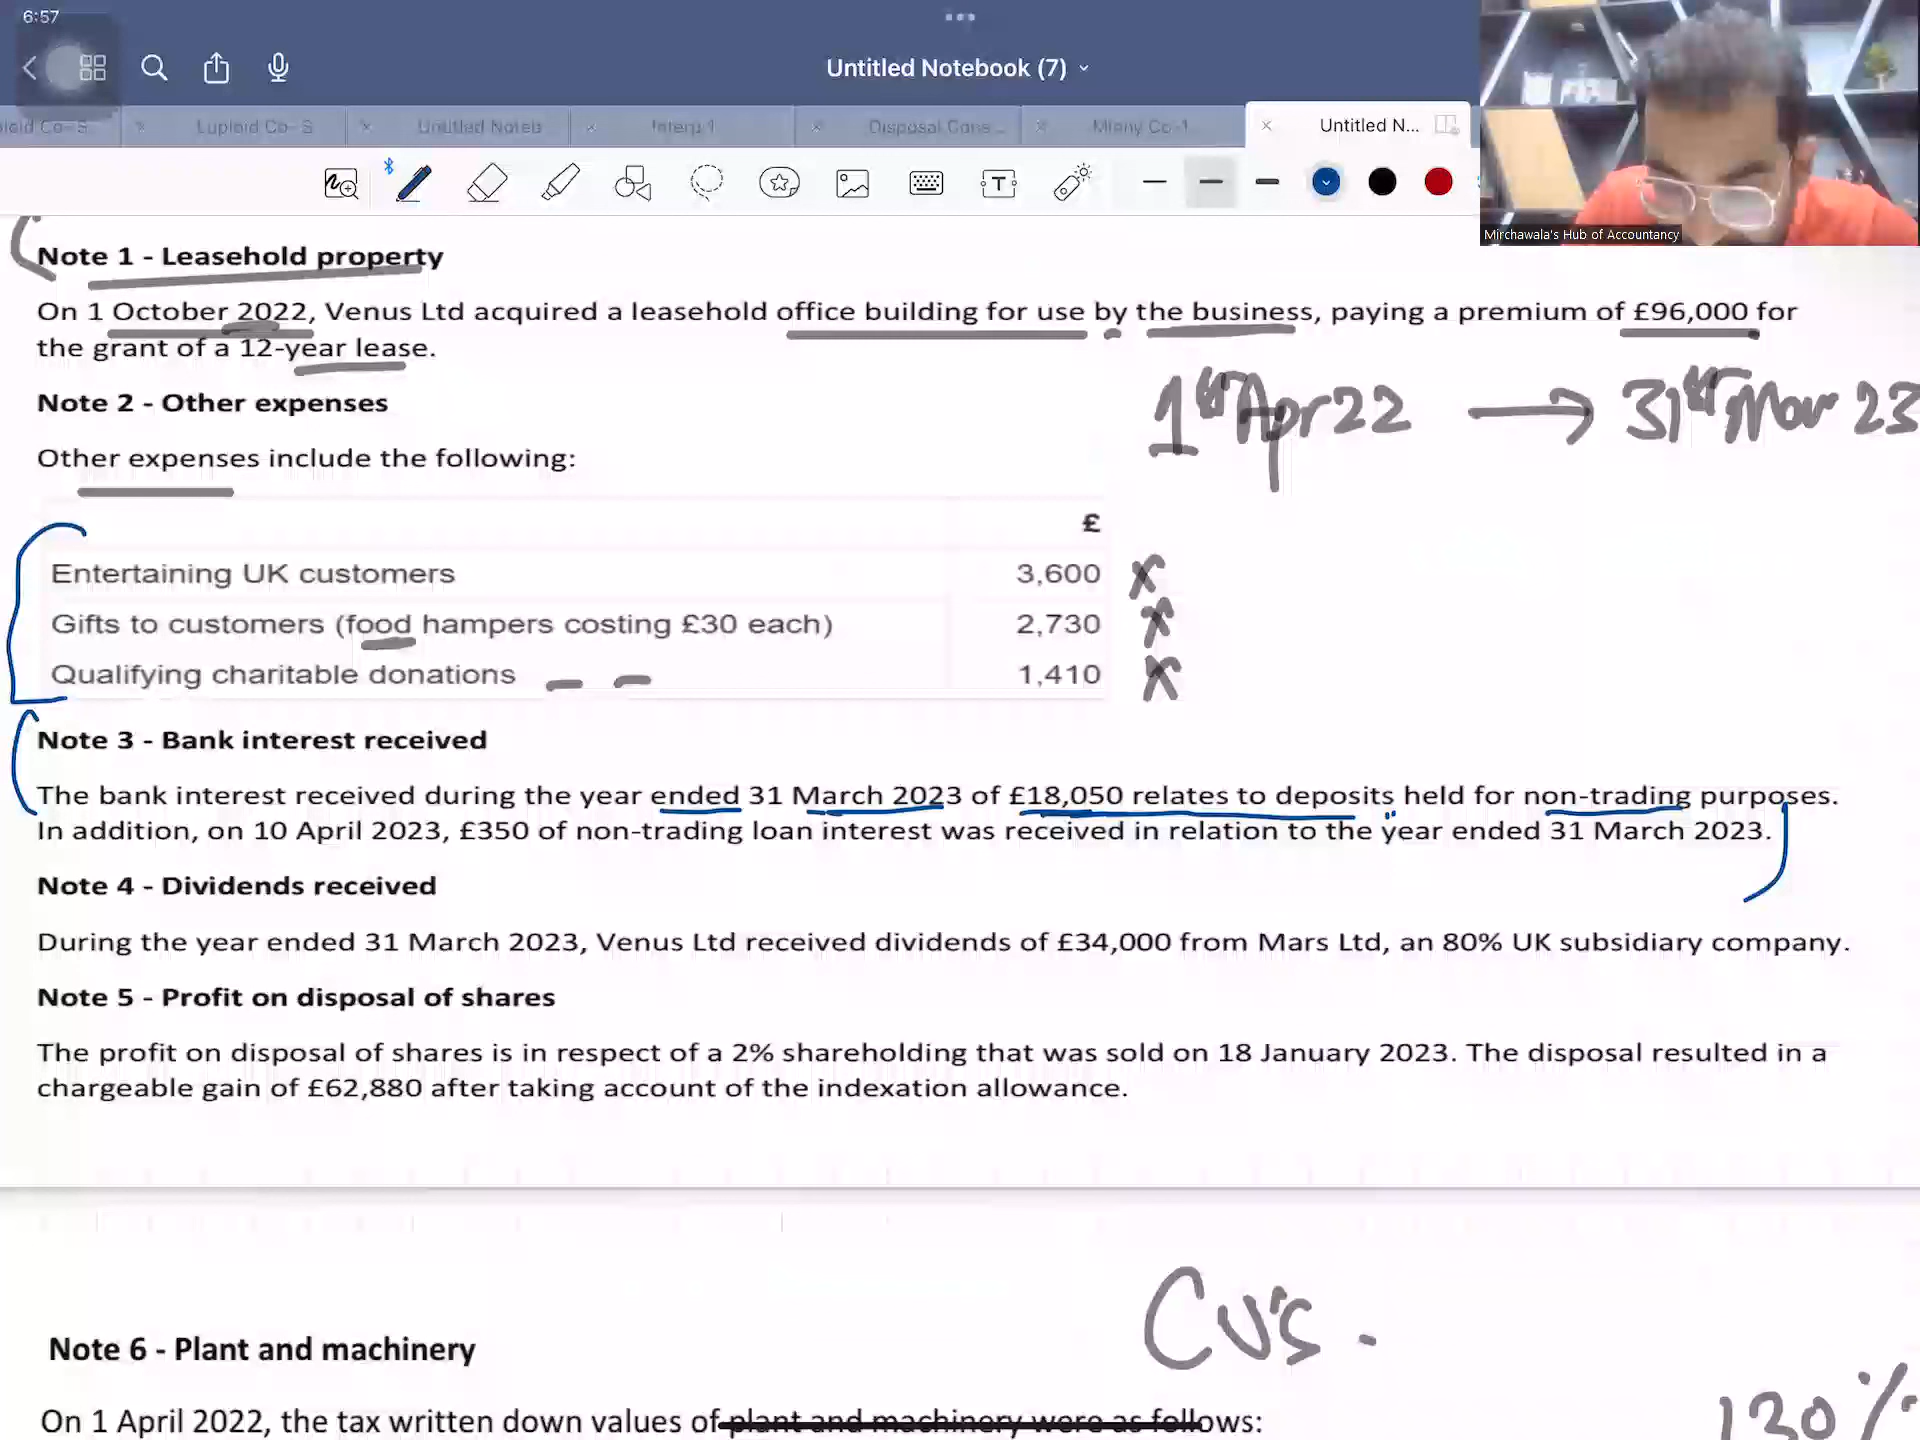 6:57
Untitled Notebook (7)
Luploid Co- S
Untitled Noteb
Interp 1
Disposal Cons...
Miony Co-1
Untitled N...
Mirchawala's Hub of Accountancy
Note 1 - Leasehold property
On 1 October 2022, Venus Ltd acquired a leasehold office building for use by the business, paying a premium of £96,000 for
the grant of a 12-year lease.
1st Apr 22 → 31st Mar 23
Note 2 - Other expenses
Other expenses include the following:
£
Entertaining UK customers 3,600 x
Gifts to customers (food hampers costing £30 each) 2,730 x
Qualifying charitable donations 1,410 x
Note 3 - Bank interest received
The bank interest received during the year ended 31 March 2023 of £18,050 relates to deposits held for non-trading purposes.
In addition, on 10 April 2023, £350 of non-trading loan interest was received in relation to the year ended 31 March 2023.
Note 4 - Dividends received
During the year ended 31 March 2023, Venus Ltd received dividends of £34,000 from Mars Ltd, an 80% UK subsidiary company.
Note 5 - Profit on disposal of shares
The profit on disposal of shares is in respect of a 2% shareholding that was sold on 18 January 2023. The disposal resulted in a
chargeable gain of £62,880 after taking account of the indexation allowance.
Note 6 - Plant and machinery
130%
On 1 April 2022, the tax written down values of plant and machinery were as follows: